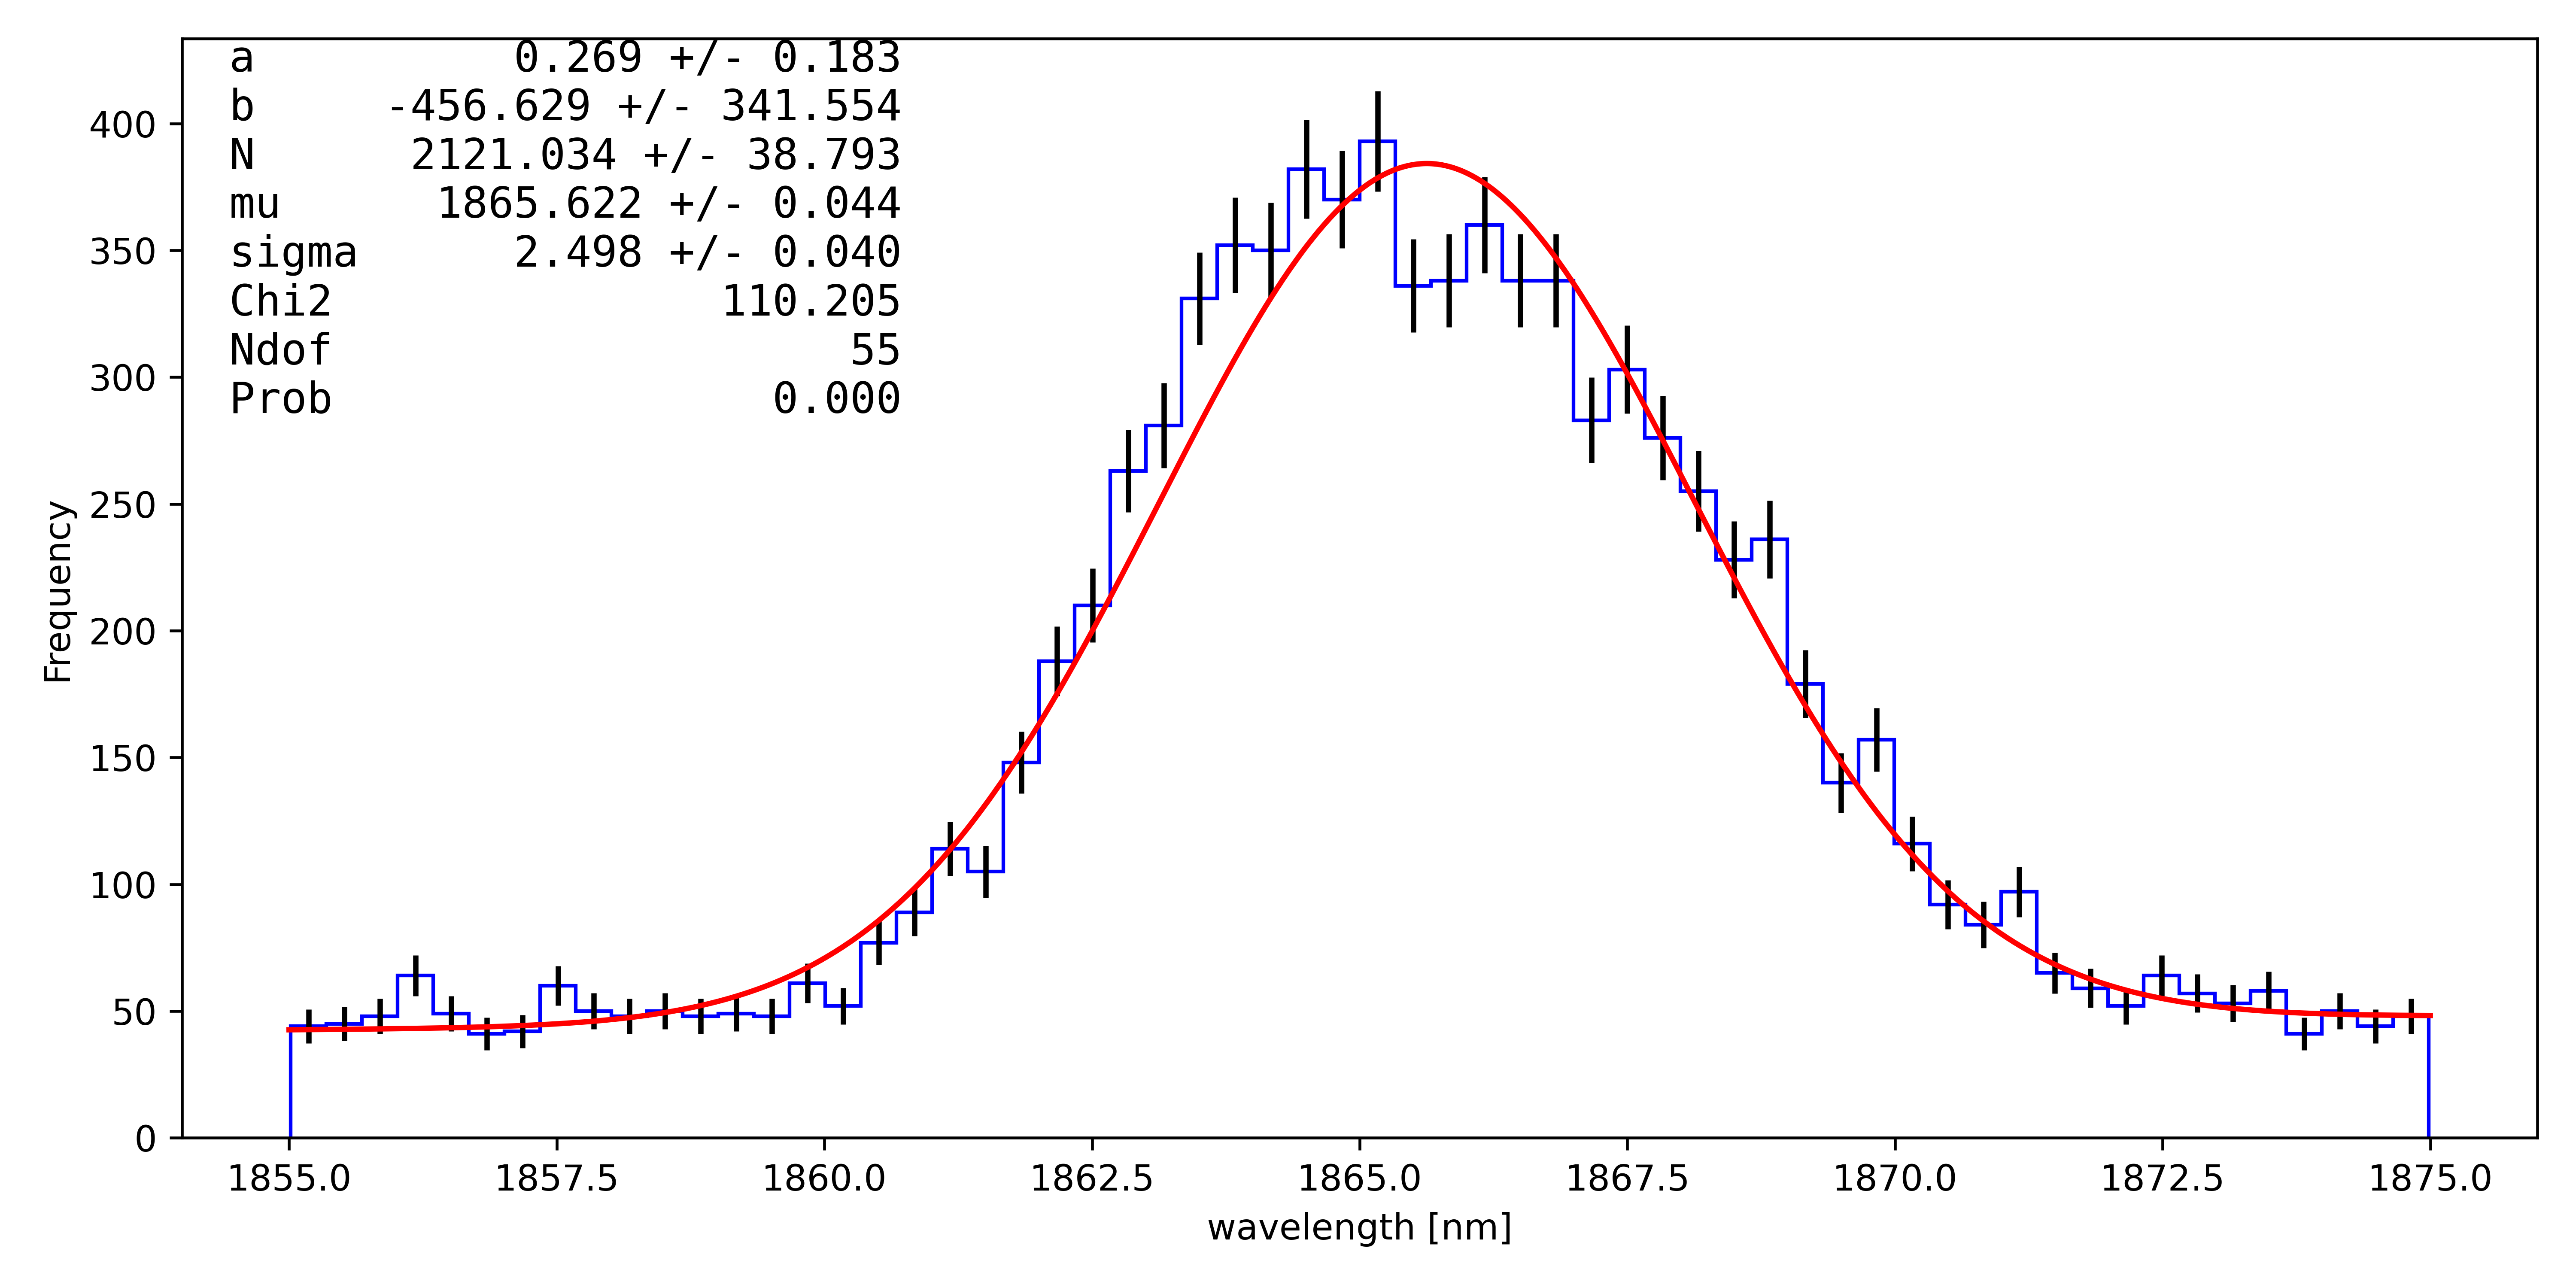 a 0.269 +/- 0.183
b -456.629 +/- 341.554
N 2121.034 +/- 38.793
mu 1865.622 +/- 0.044
sigma 2.498 +/- 0.040
Chi2 110.205
Ndof 55
Prob 0.000
400
350
300
250
200
150
100
50
0
Frequency
1855.0 1857.5 1860.0 1862.5 1865.0 1867.5 1870.0 1872.5 1875.0
wavelength [nm]